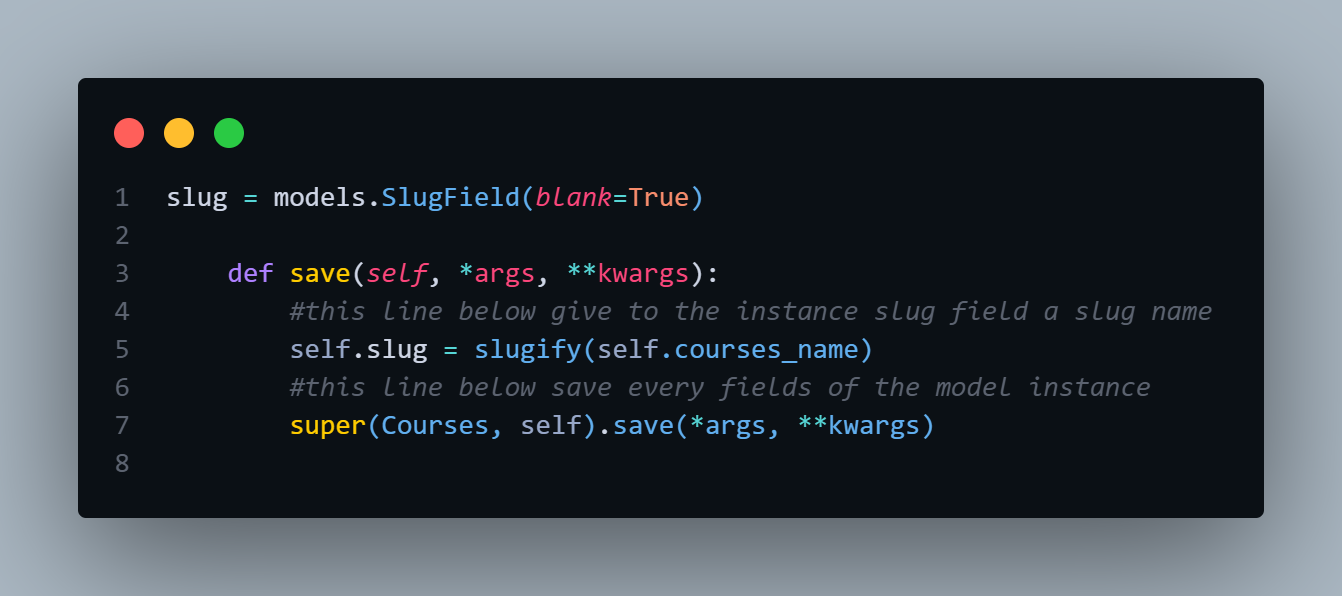 1 slug = models.SlugField(blank=True)
2
3     def save(self, *args, **kwargs):
4         #this line below give to the instance slug field a slug name
5         self.slug = slugify(self.courses_name)
6         #this line below save every fields of the model instance
7         super(Courses, self).save(*args, **kwargs)
8